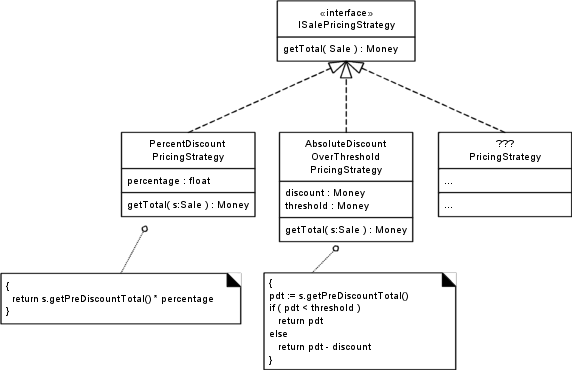 «interface»
ISalePricingStrategy
getTotal( Sale ) : Money
PercentDiscount
PricingStrategy
percentage : float
getTotal( s:Sale ) : Money
AbsoluteDiscount
OverThreshold
PricingStrategy
discount : Money
threshold : Money
getTotal( s:Sale ) : Money
???
PricingStrategy
...
...
{
return s.getPreDiscountTotal() * percentage
}
{
pdt := s.getPreDiscountTotal()
if ( pdt < threshold )
return pdt
else
return pdt - discount
}